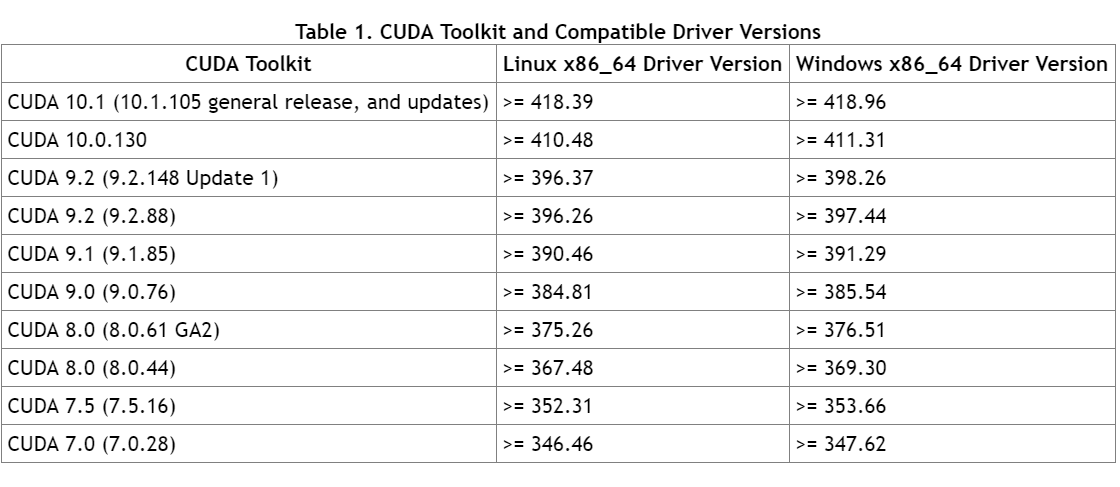 Table 1. CUDA Toolkit and Compatible Driver Versions
CUDA Toolkit Linux x86_64 Driver Version Windows x86_64 Driver Version
CUDA 10.1 (10.1.105 general release, and updates) >= 418.39 >= 418.96
CUDA 10.0.130 >= 410.48 >= 411.31
CUDA 9.2 (9.2.148 Update 1) >= 396.37 >= 398.26
CUDA 9.2 (9.2.88) >= 396.26 >= 397.44
CUDA 9.1 (9.1.85) >= 390.46 >= 391.29
CUDA 9.0 (9.0.76) >= 384.81 >= 385.54
CUDA 8.0 (8.0.61 GA2) >= 375.26 >= 376.51
CUDA 8.0 (8.0.44) >= 367.48 >= 369.30
CUDA 7.5 (7.5.16) >= 352.31 >= 353.66
CUDA 7.0 (7.0.28) >= 346.46 >= 347.62